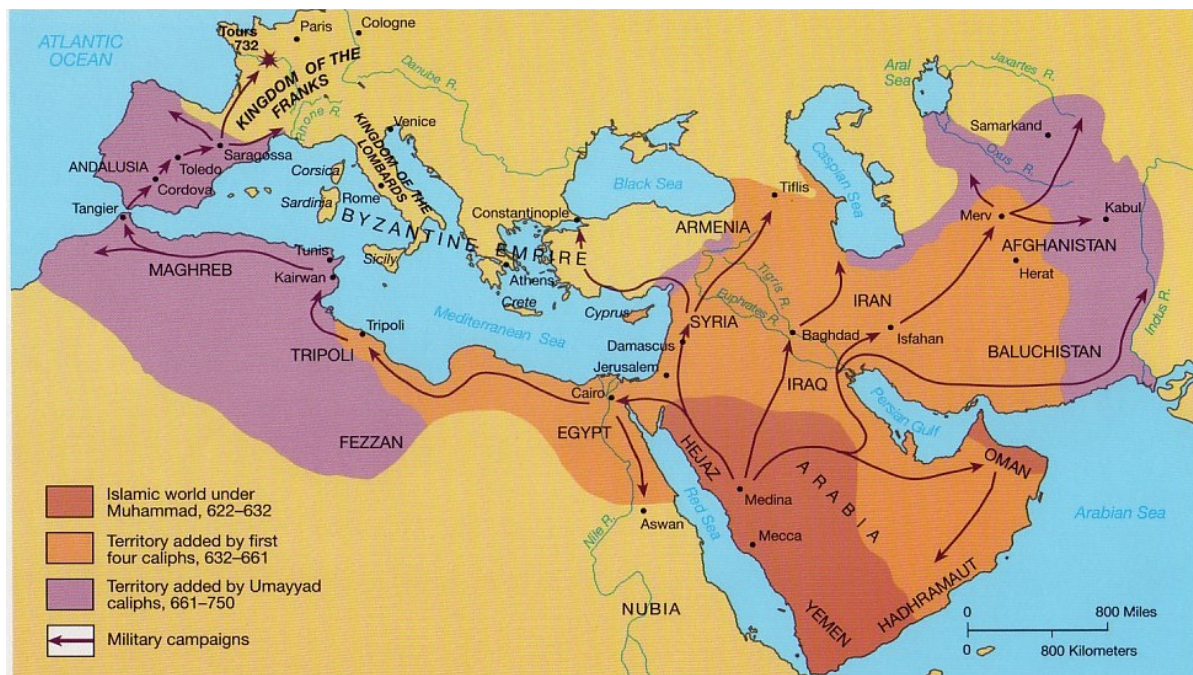 ATLANTIC
OCEAN
Tours
732
Paris
Cologne
KINGDOM OF THE
FRANKS
Danube R.
Rhone R.
Venice
KINGDOM OF THE
LOMBARDS
ANDALUSIA
Saragossa
Toledo
Cordova
Corsica
Sardinia
Rome
Tangier
BYZANTINE EMPIRE
Constantinople
Black Sea
Caspian Sea
Aral
Sea
Jaxartes R.
Samarkand
Oxus R.
Tiflis
ARMENIA
Merv
Kabul
AFGHANISTAN
Herat
MAGHREB
Tunis
Kairwan
Sicily
Athens
Crete
Cyprus
Mediterranean Sea
Tigris R.
Euphrates R.
SYRIA
IRAN
Baghdad
Isfahan
Indus R.
Tripoli
TRIPOLI
Damascus
Jerusalem
IRAQ
BALUCHISTAN
Cairo
EGYPT
FEZZAN
Persian Gulf
HEJAZ
ARABIA
OMAN
Medina
Red Sea
Mecca
Aswan
Nile R.
NUBIA
YEMEN
HADHRAMAUT
Arabian Sea
Islamic world under
Muhammad, 622–632
Territory added by first
four caliphs, 632–661
Territory added by Umayyad
caliphs, 661–750
Military campaigns
0 800 Miles
0 800 Kilometers